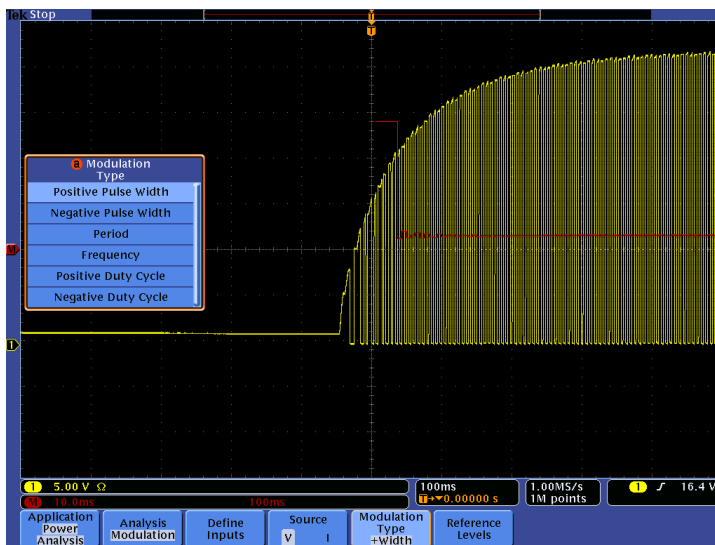 Tek Stop
T
T
a Modulation
Type
Positive Pulse Width
Negative Pulse Width
Period
Frequency
Positive Duty Cycle
Negative Duty Cycle
M
1
1 5.00 V Ω
M 10.0ms 100ms
100ms
T→▼0.00000 s
1.00MS/s
1M points
1 ƒ 16.4 V
Application
Power
Analysis
Analysis
Modulation
Define
Inputs
Source
V I
Modulation
Type
+Width
Reference
Levels